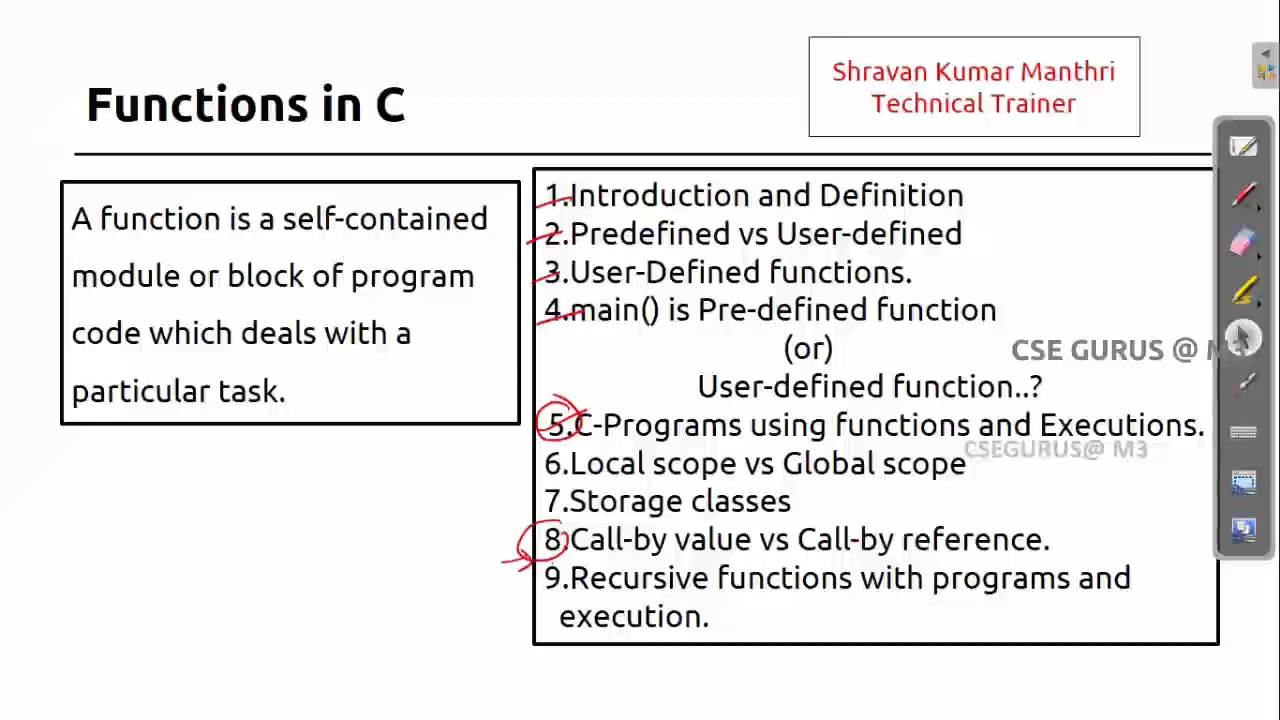 Shravan Kumar Manthri
Technical Trainer
Functions in C
A function is a self-contained
module or block of program
code which deals with a
particular task.
1.Introduction and Definition
2.Predefined vs User-defined
3.User-Defined functions.
4.main() is Pre-defined function
(or)
User-defined function..?
5.C-Programs using functions and Executions.
6.Local scope vs Global scope
7.Storage classes
8.Call-by value vs Call-by reference.
9.Recursive functions with programs and
execution.
CSE GURUS @ M3
CSEGURUS@ M3